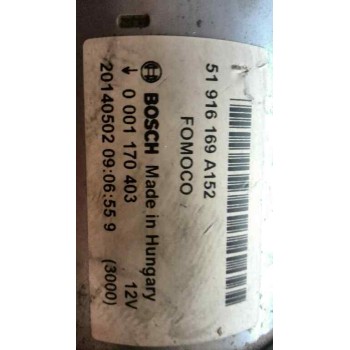 51 916 169 A152
FOMOCO
BOSCH Made in Hungary
0 001 170 403 12V
20140502 09:06:55 9 (3000)